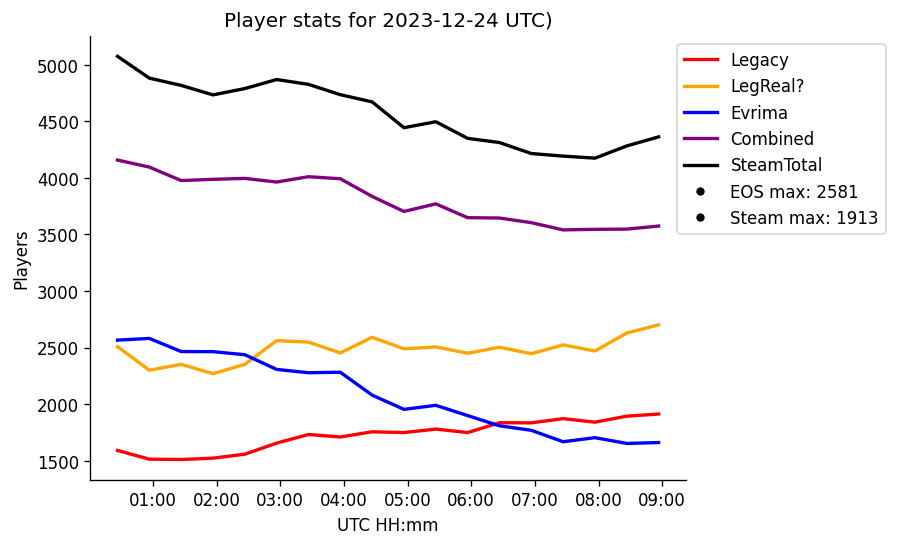 Player stats for 2023-12-24 UTC)
Legacy
LegReal?
Evrima
Combined
SteamTotal
EOS max: 2581
Steam max: 1913
Players
5000
4500
4000
3500
3000
2500
2000
1500
01:00 02:00 03:00 04:00 05:00 06:00 07:00 08:00 09:00
UTC HH:mm